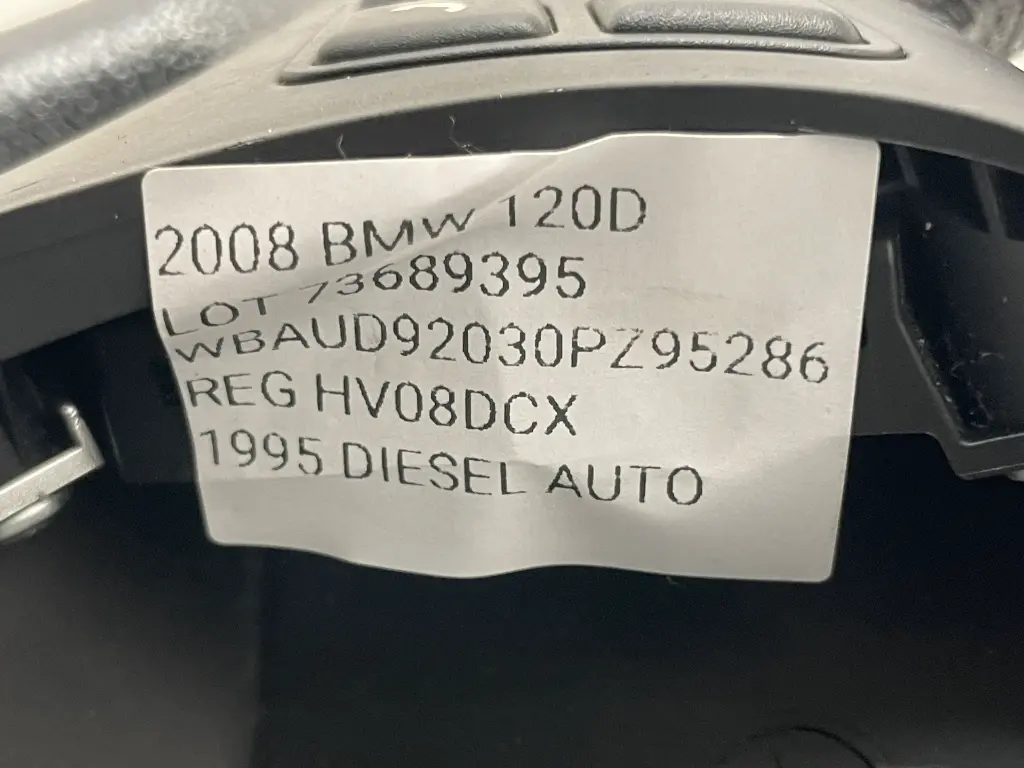 2008 BMW 120D
LOT 73689395
WBAUD92030PZ95286
REG HV08DCX
1995 DIESEL AUTO